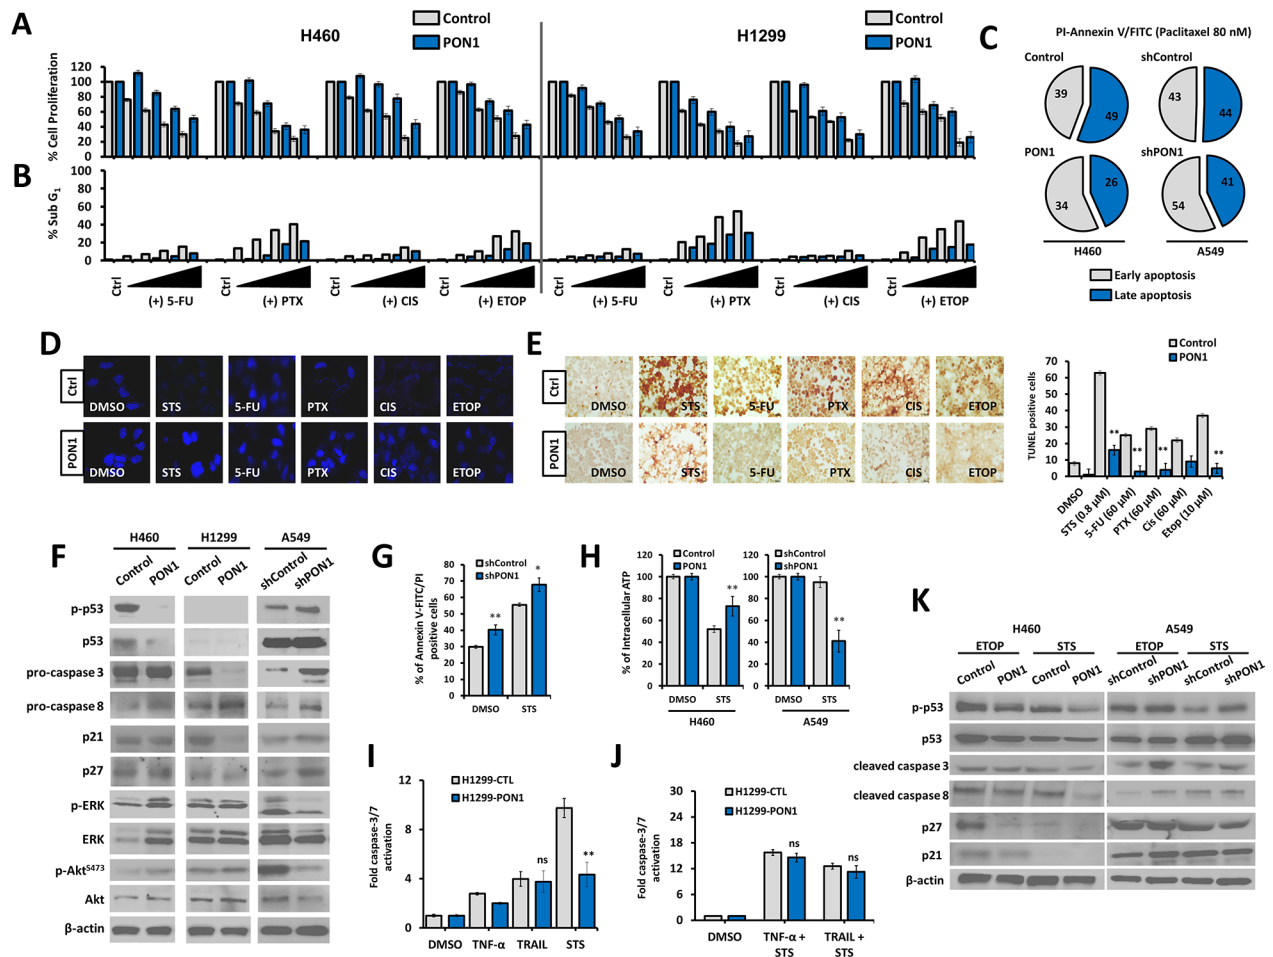 A
H460
Control
PON1
H1299
Control
PON1
% Cell Proliferation
120
100
80
60
40
20
0
B
% Sub G1
100
80
60
40
20
0
Ctrl
(+) 5-FU
Ctrl
(+) PTX
Ctrl
(+) CIS
Ctrl
(+) ETOP
Ctrl
(+) 5-FU
Ctrl
(+) PTX
Ctrl
(+) CIS
Ctrl
(+) ETOP
C
PI-Annexin V/FITC (Paclitaxel 80 nM)
Control
shControl
39
49
43
44
PON1
shPON1
34
26
54
41
H460
A549
Early apoptosis
Late apoptosis
D
Ctrl
DMSO
STS
5-FU
PTX
CIS
ETOP
PON1
DMSO
STS
5-FU
PTX
CIS
ETOP
E
Ctrl
DMSO
STS
5-FU
PTX
CIS
ETOP
PON1
DMSO
STS
5-FU
PTX
CIS
ETOP
Control
PON1
TUNEL positive cells
70
60
50
40
30
20
10
0
**
**
**
**
DMSO
STS (0.8 µM)
5-FU (60 µM)
PTX (60 µM)
Cis (60 µM)
Etop (10 µM)
F
H460
H1299
A549
Control
PON1
Control
PON1
shControl
shPON1
p-p53
p53
pro-caspase 3
pro-caspase 8
p21
p27
p-ERK
ERK
p-AktS473
Akt
β-actin
G
shControl
shPON1
% of Annexin V-FITC/PI
positive cells
80
70
60
50
40
30
20
10
0
**
*
DMSO
STS
H
Control
PON1
shControl
shPON1
% of Intracellular ATP
120
100
80
60
40
20
0
**
DMSO
STS
H460
120
100
80
60
40
20
0
**
DMSO
STS
A549
I
H1299-CTL
H1299-PON1
Fold caspase-3/7
activation
12
8
4
0
ns
**
DMSO
TNF-α
TRAIL
STS
J
H1299-CTL
H1299-PON1
Fold caspase-3/7
activation
30
24
18
12
6
0
ns
ns
DMSO
TNF-α +
STS
TRAIL +
STS
K
H460
A549
ETOP
STS
ETOP
STS
Control
PON1
Control
PON1
shControl
shPON1
shControl
shPON1
p-p53
p53
cleaved caspase 3
cleaved caspase 8
p27
p21
β-actin